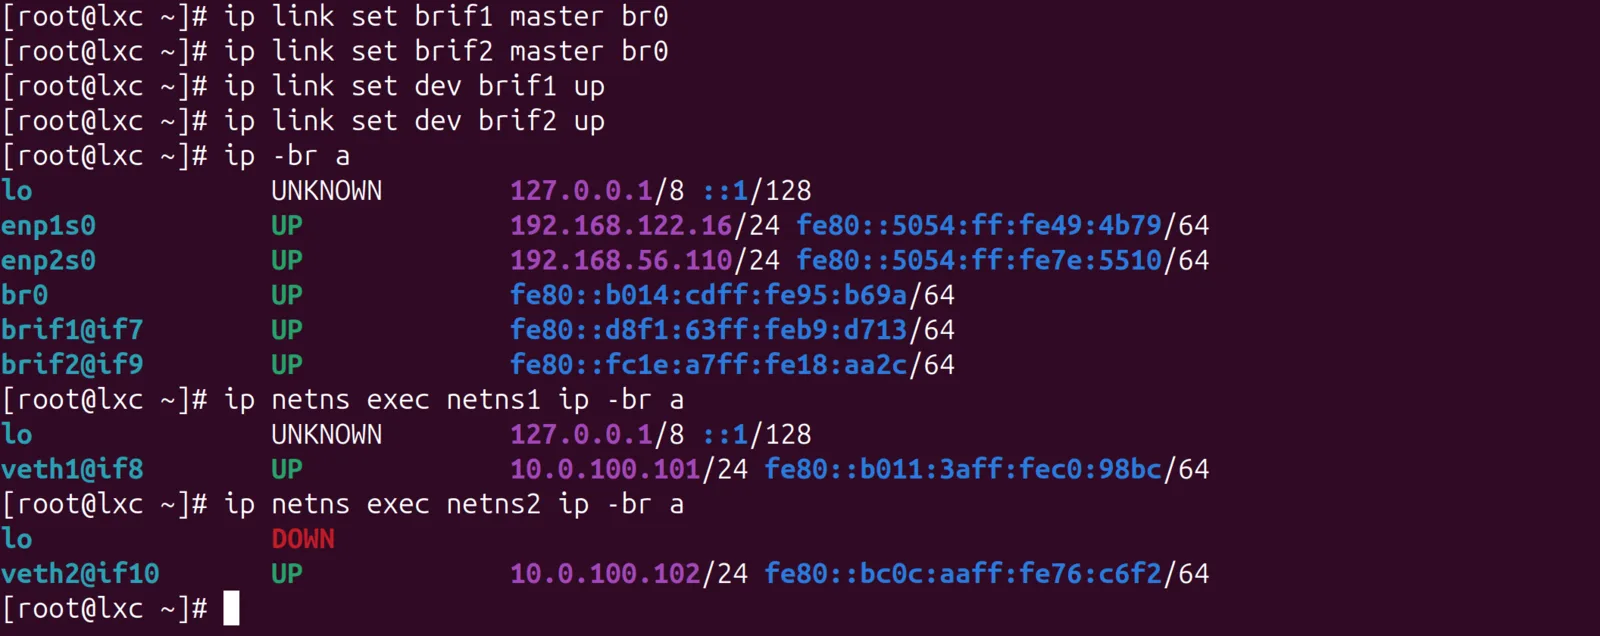 [root@lxc ~]# ip link set brif1 master br0
[root@lxc ~]# ip link set brif2 master br0
[root@lxc ~]# ip link set dev brif1 up
[root@lxc ~]# ip link set dev brif2 up
[root@lxc ~]# ip -br a
lo               UNKNOWN        127.0.0.1/8 ::1/128
enp1s0           UP             192.168.122.16/24 fe80::5054:ff:fe49:4b79/64
enp2s0           UP             192.168.56.110/24 fe80::5054:ff:fe7e:5510/64
br0              UP             fe80::b014:cdff:fe95:b69a/64
brif1@if7        UP             fe80::d8f1:63ff:feb9:d713/64
brif2@if9        UP             fe80::fc1e:a7ff:fe18:aa2c/64
[root@lxc ~]# ip netns exec netns1 ip -br a
lo               UNKNOWN        127.0.0.1/8 ::1/128
veth1@if8        UP             10.0.100.101/24 fe80::b011:3aff:fec0:98bc/64
[root@lxc ~]# ip netns exec netns2 ip -br a
lo               DOWN
veth2@if10       UP             10.0.100.102/24 fe80::bc0c:aaff:fe76:c6f2/64
[root@lxc ~]#